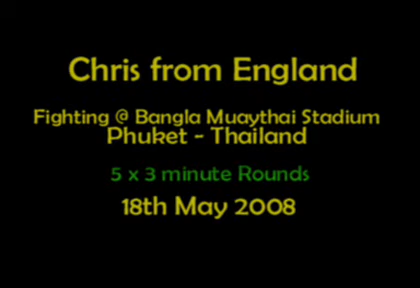 Chris from England
Fighting @ Bangla Muaythai Stadium
Phuket - Thailand
5 x 3 minute Rounds
18th May 2008